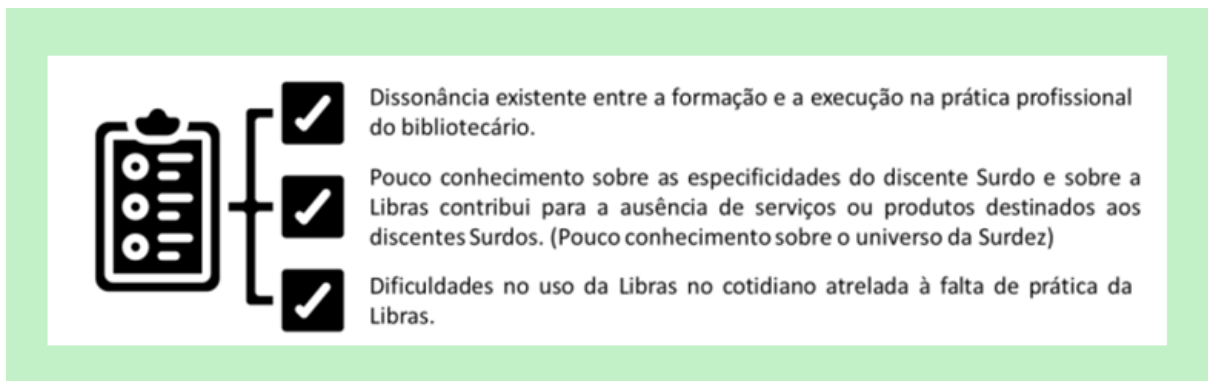 Dissonância existente entre a formação e a execução na prática profissional
do bibliotecário.
Pouco conhecimento sobre as especificidades do discente Surdo e sobre a
Libras contribui para a ausência de serviços ou produtos destinados aos
discentes Surdos. (Pouco conhecimento sobre o universo da Surdez)
Dificuldades no uso da Libras no cotidiano atrelada à falta de prática da
Libras.